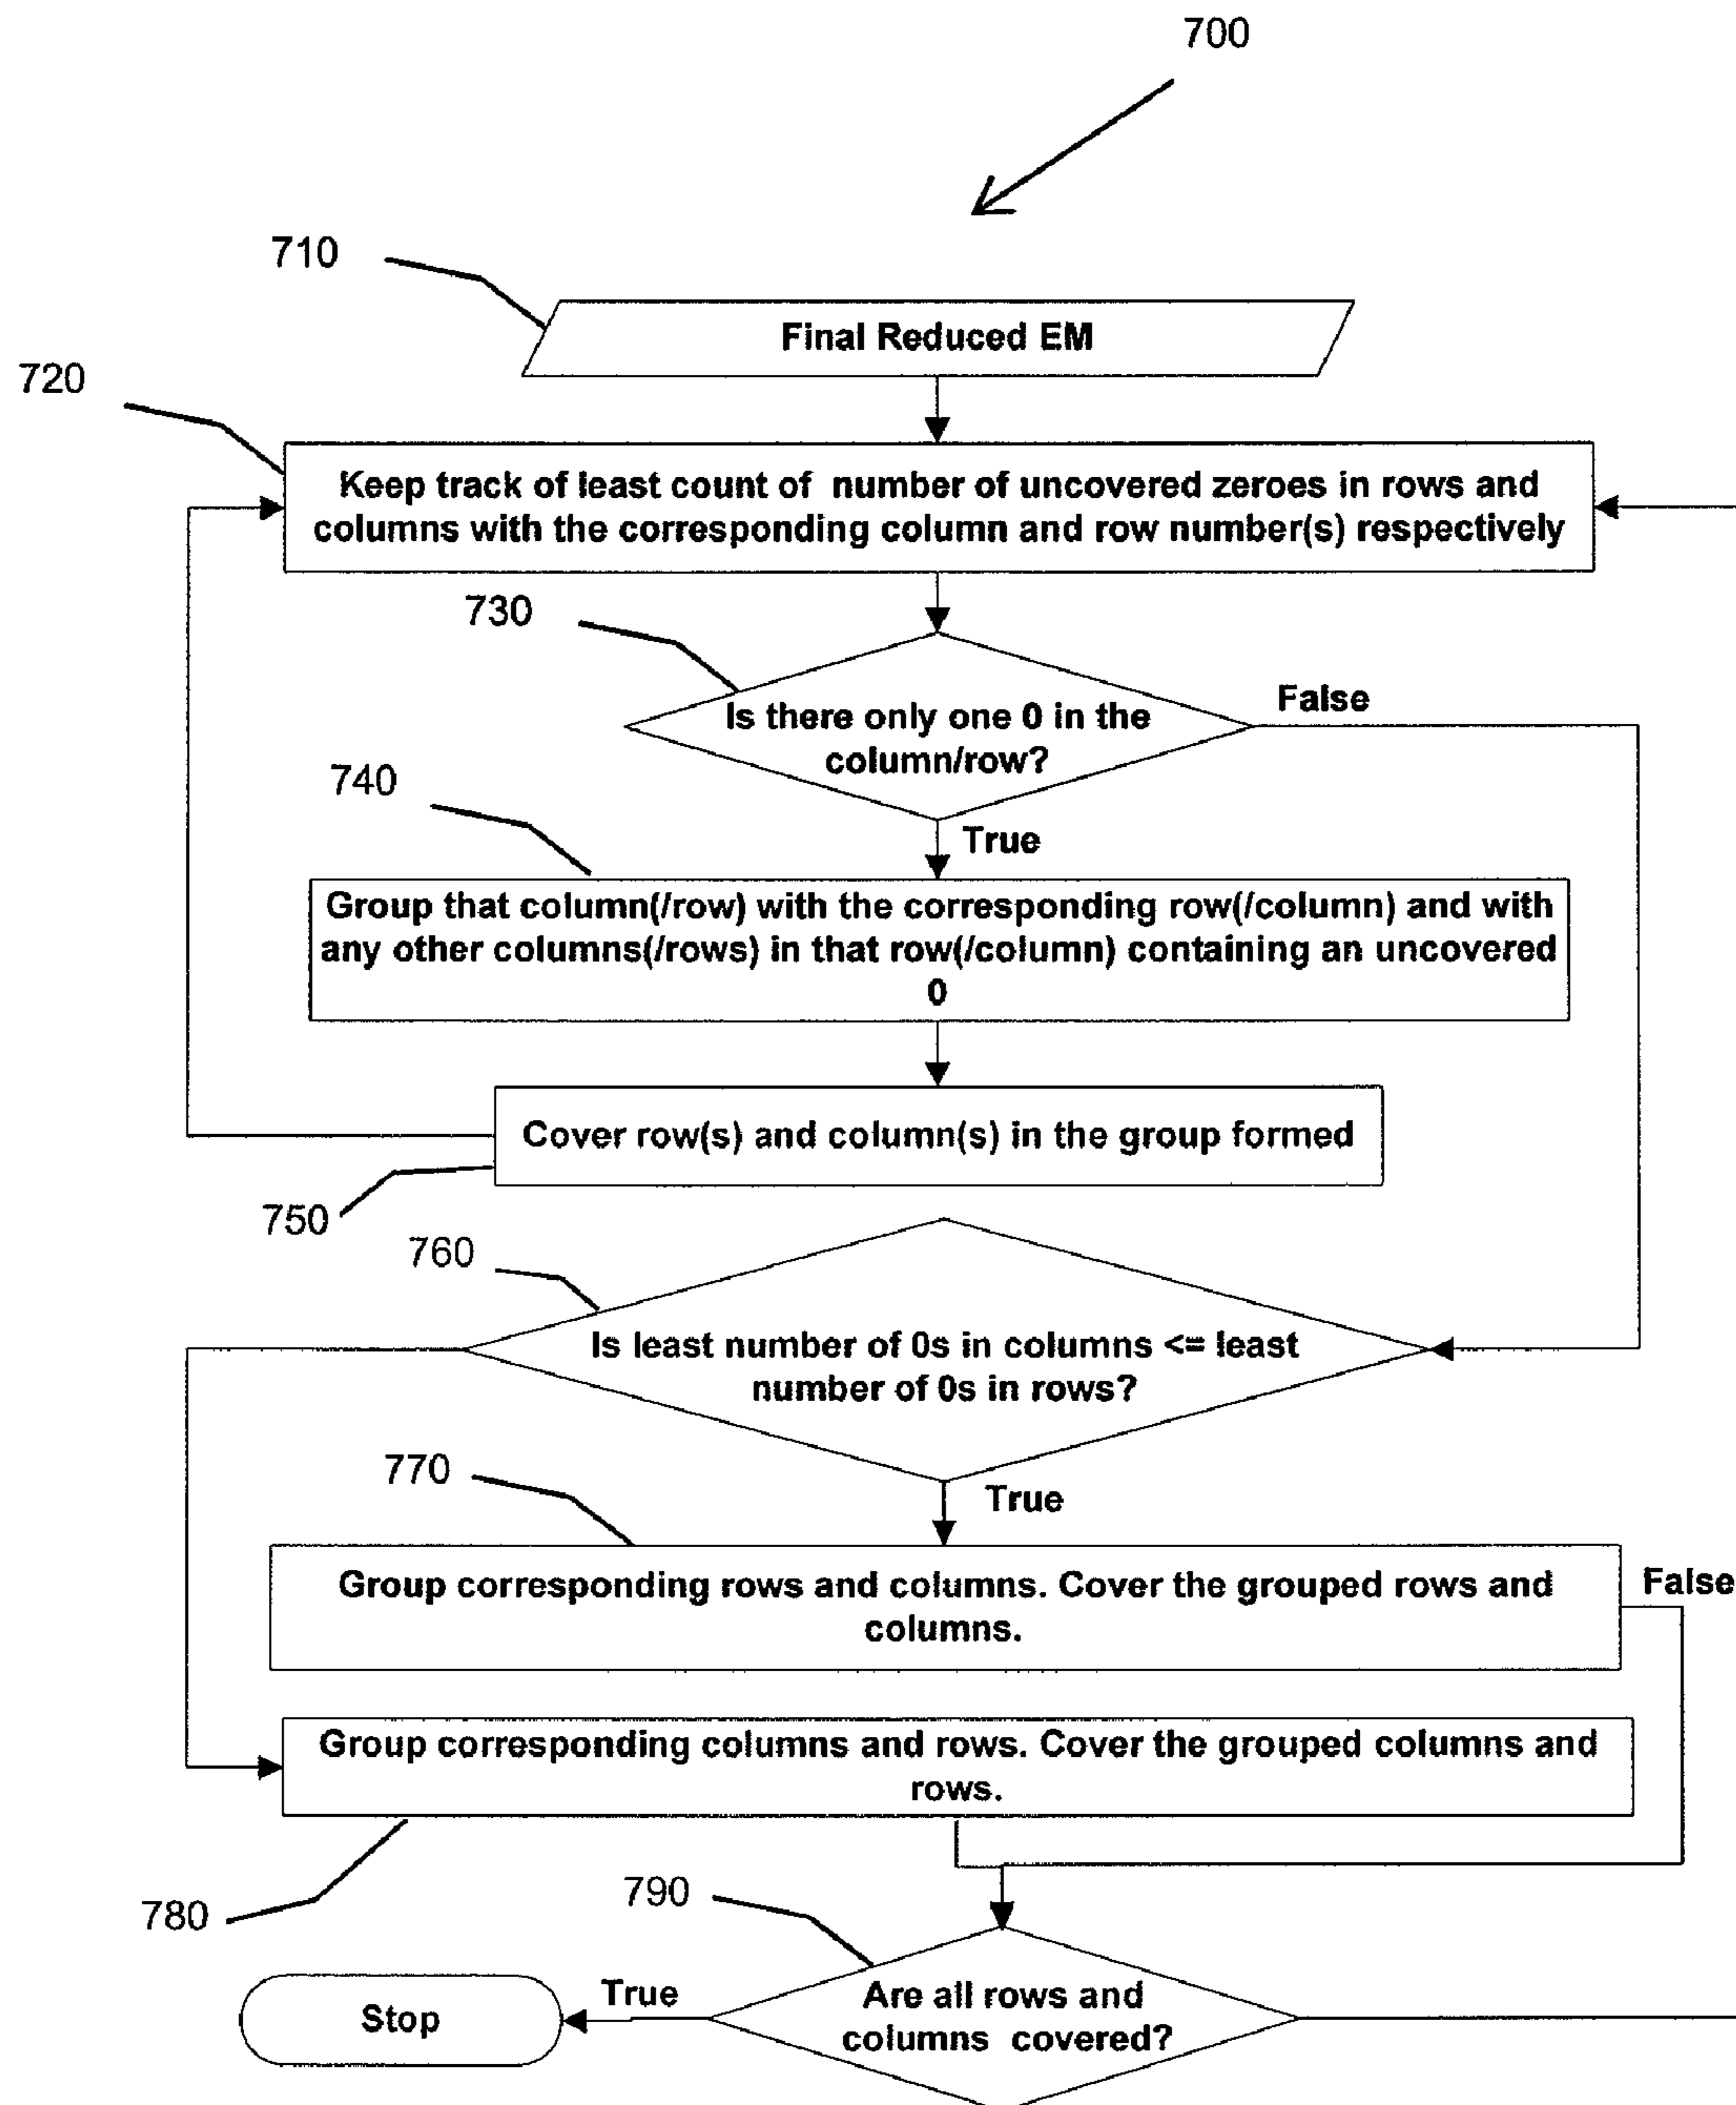 700
710
Final Reduced EM
720
Keep track of least count of number of uncovered zeroes in rows and
columns with the corresponding column and row number(s) respectively
730
Is there only one 0 in the
column/row?
False
740
True
Group that column(/row) with the corresponding row(/column) and with
any other columns(/rows) in that row(/column) containing an uncovered
0
Cover row(s) and column(s) in the group formed
750
760
Is least number of 0s in columns <= least
number of 0s in rows?
770
True
Group corresponding rows and columns. Cover the grouped rows and
columns.
False
Group corresponding columns and rows. Cover the grouped columns and
rows.
780
790
Are all rows and
columns covered?
True
Stop